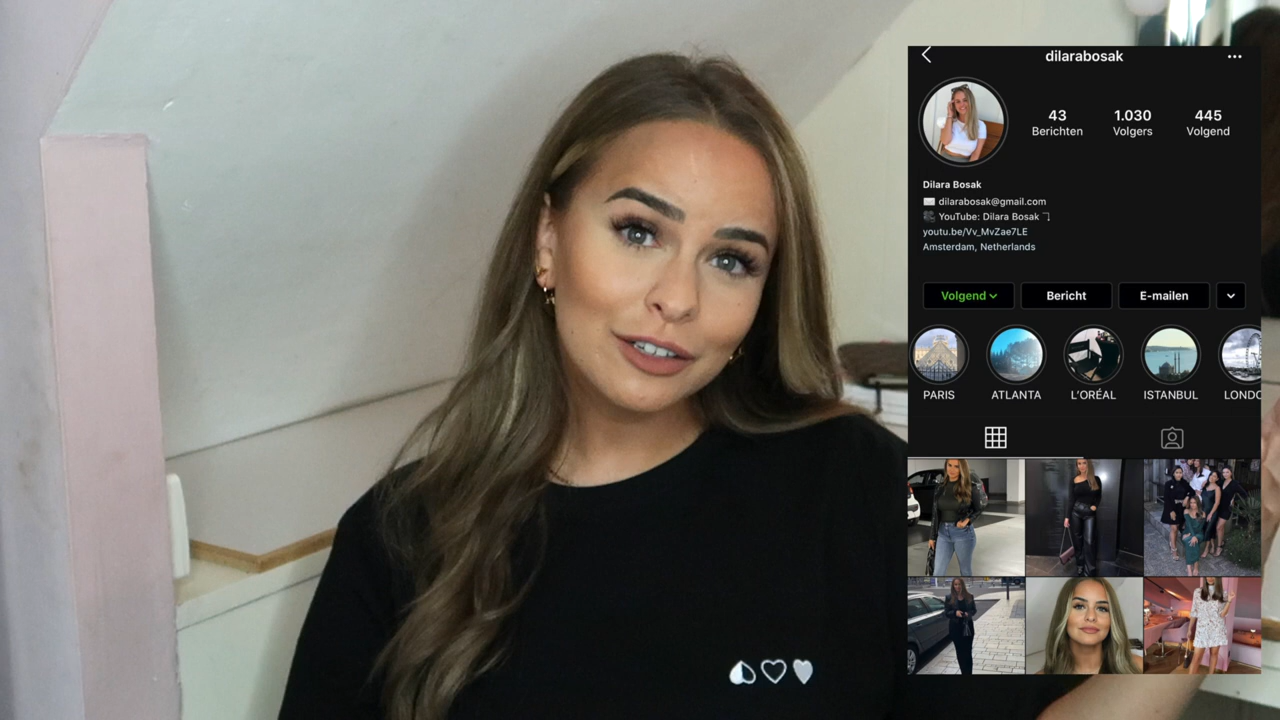 dilarabosak
43 1.030 445
Berichten Volgers Volgend
Dilara Bosak
dilarabosak@gmail.com
YouTube: Dilara Bosak
youtu.be/Vv_MvZae7LE
Amsterdam, Netherlands
Volgend Bericht E-mailen
PARIS ATLANTA L'ORÉAL ISTANBUL LONDO